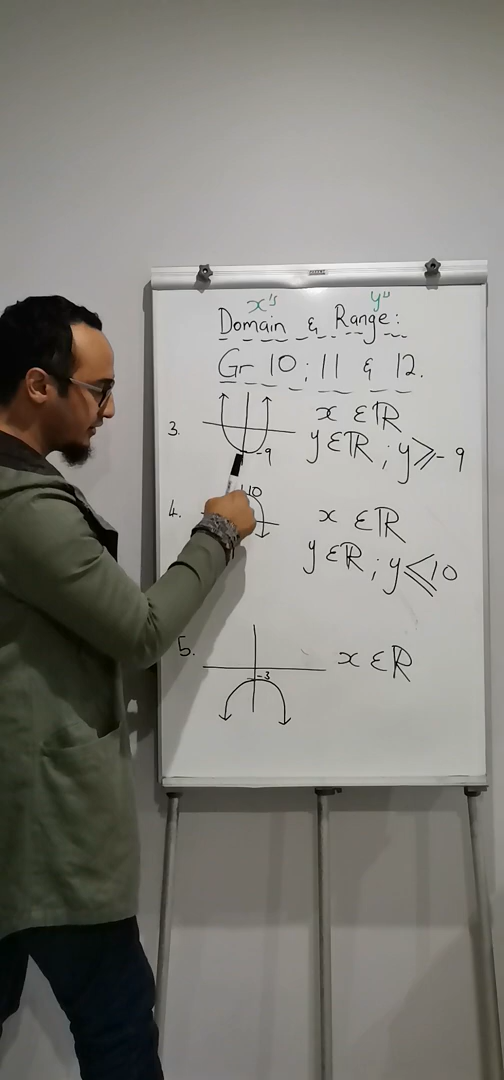 x's y's
Domain & Range:
Gr 10 ; 11 & 12.
3. -9 x ∈ ℝ
y ∈ ℝ ; y ⩾ -9
4. 10 x ∈ ℝ
y ∈ ℝ ; y ⩽ 10
5. -3 x ∈ ℝ